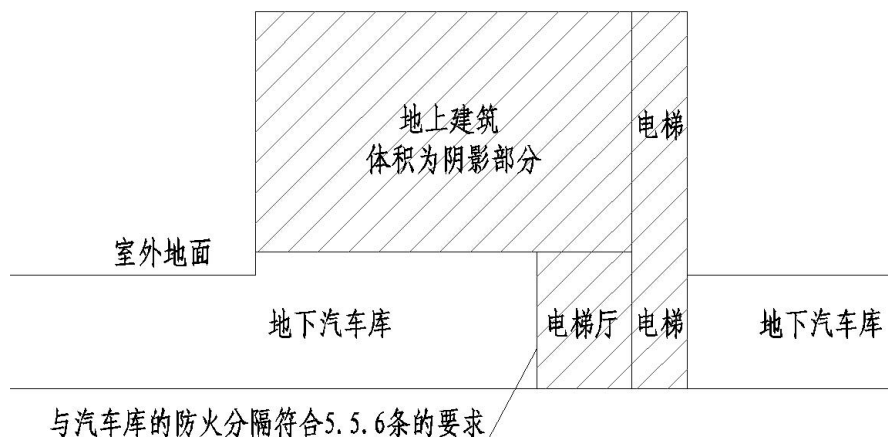 地上建筑
体积为阴影部分
电梯
室外地面
地下汽车库
电梯厅
电梯
地下汽车库
与汽车库的防火分隔符合5.5.6条的要求